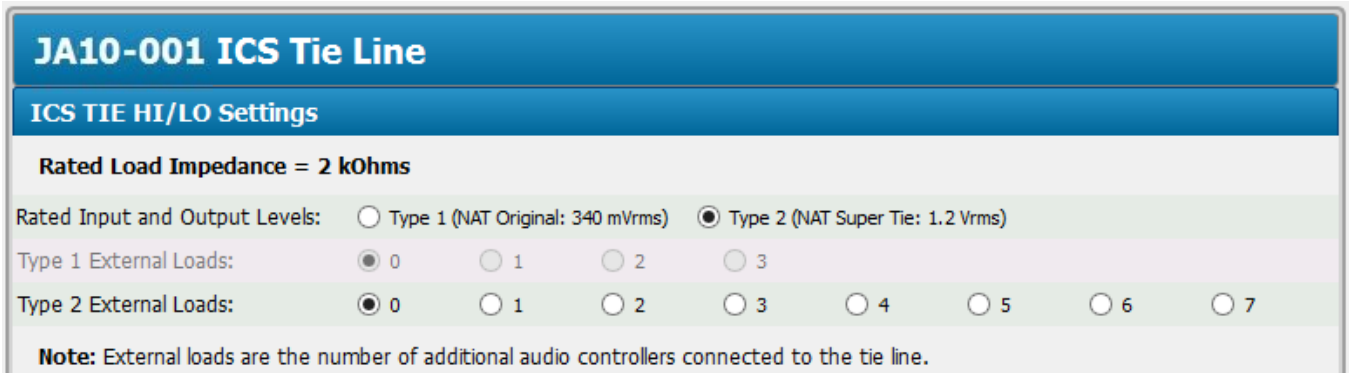 JA10-001 ICS Tie Line
ICS TIE HI/LO Settings
Rated Load Impedance = 2 kOhms
Rated Input and Output Levels: Type 1 (NAT Original: 340 mVrms) Type 2 (NAT Super Tie: 1.2 Vrms)
Type 1 External Loads: 0 1 2 3
Type 2 External Loads: 0 1 2 3 4 5 6 7
Note: External loads are the number of additional audio controllers connected to the tie line.